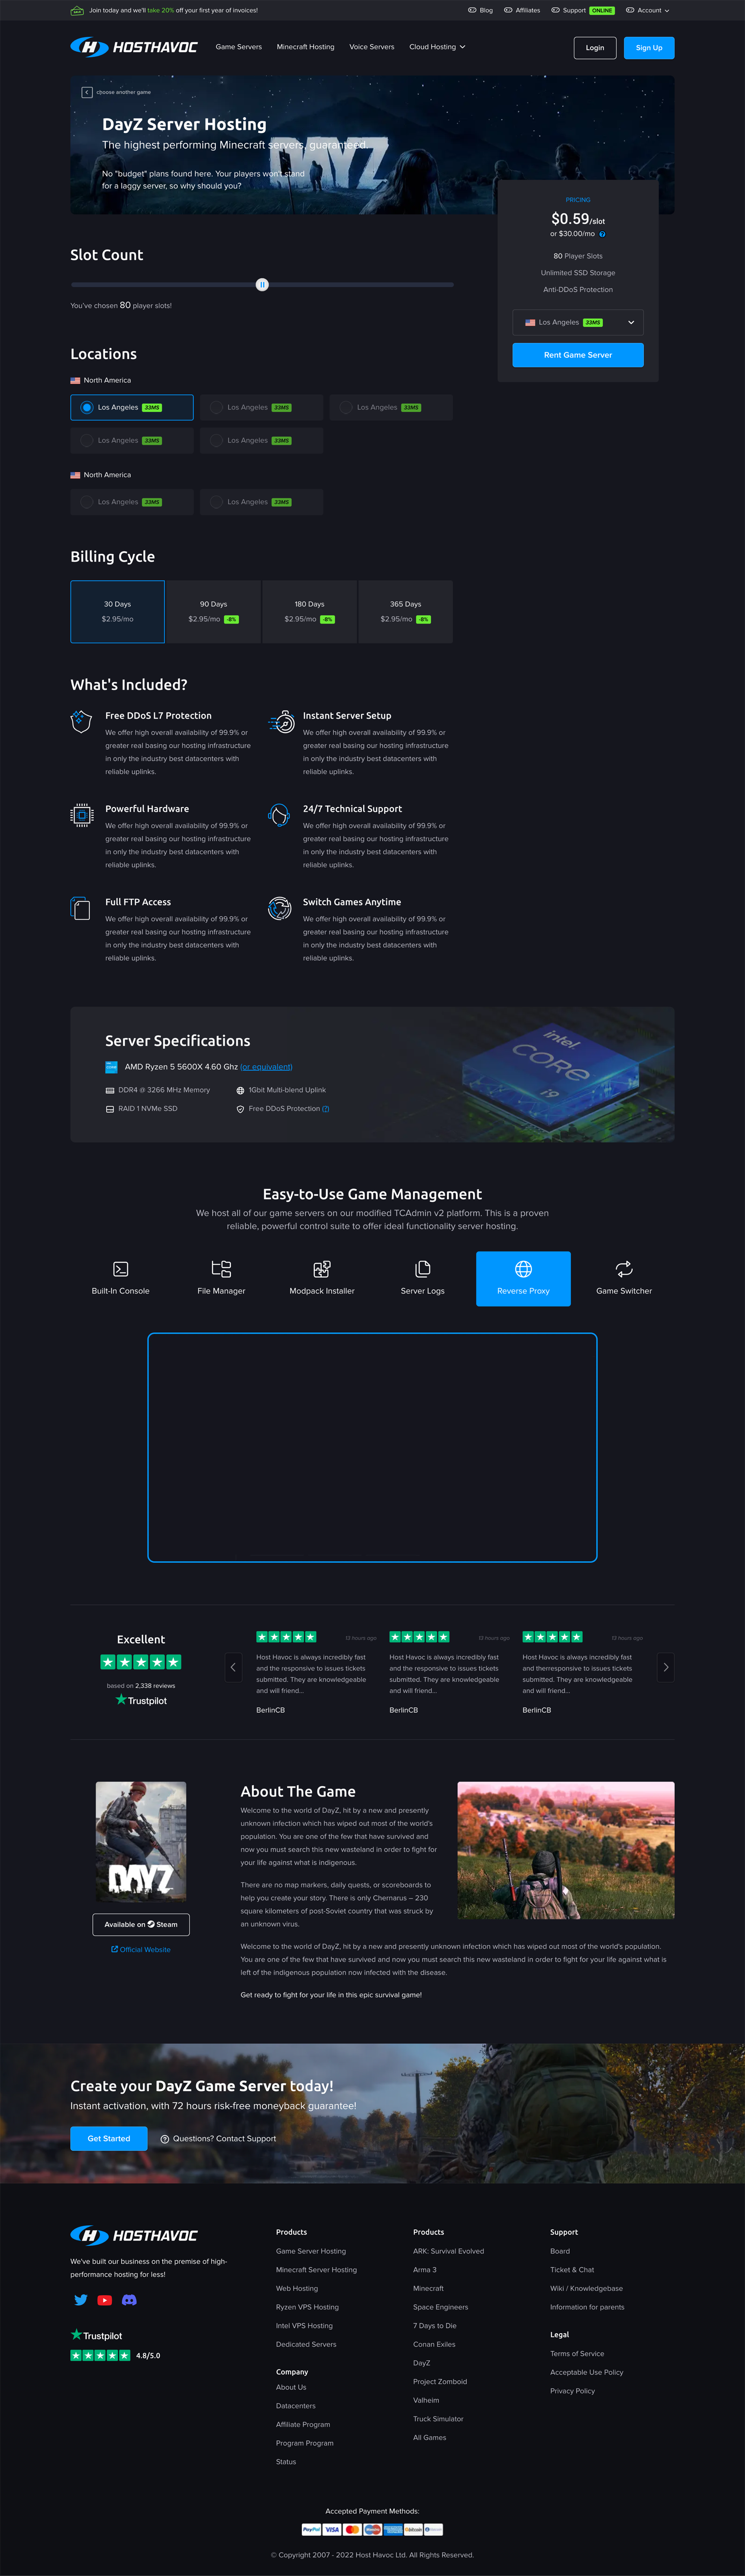 Join today and we'll take 20% off your first year of invoices!
Blog
Affiliates
Support ONLINE
Account
HOSTHAVOC
Game Servers
Minecraft Hosting
Voice Servers
Cloud Hosting
Login
Sign Up
choose another game
DayZ Server Hosting
The highest performing Minecraft servers, guaranteed.
DAYZ
No "budget" plans found here. Your players won't stand
for a laggy server, so why should you?
PRICING
$0.59/slot
or $30.00/mo
80 Player Slots
Unlimited SSD Storage
Anti-DDoS Protection
Los Angeles 33MS
Rent Game Server
Slot Count
You've chosen 80 player slots!
Locations
North America
Los Angeles 33MS
Los Angeles 33MS
Los Angeles 33MS
Los Angeles 33MS
Los Angeles 33MS
North America
Los Angeles 33MS
Los Angeles 33MS
Billing Cycle
30 Days
$2.95/mo
90 Days
$2.95/mo -8%
180 Days
$2.95/mo -8%
365 Days
$2.95/mo -8%
What's Included?
Free DDoS L7 Protection
We offer high overall availability of 99.9% or
greater real basing our hosting infrastructure
in only the industry best datacenters with
reliable uplinks.
Instant Server Setup
We offer high overall availability of 99.9% or
greater real basing our hosting infrastructure
in only the industry best datacenters with
reliable uplinks.
Powerful Hardware
We offer high overall availability of 99.9% or
greater real basing our hosting infrastructure
in only the industry best datacenters with
reliable uplinks.
24/7 Technical Support
We offer high overall availability of 99.9% or
greater real basing our hosting infrastructure
in only the industry best datacenters with
reliable uplinks.
Full FTP Access
We offer high overall availability of 99.9% or
greater real basing our hosting infrastructure
in only the industry best datacenters with
reliable uplinks.
Switch Games Anytime
We offer high overall availability of 99.9% or
greater real basing our hosting infrastructure
in only the industry best datacenters with
reliable uplinks.
Server Specifications
AMD Ryzen 5 5600X 4.60 Ghz (or equivalent)
DDR4 @ 3266 MHz Memory
1Gbit Multi-blend Uplink
RAID 1 NVMe SSD
Free DDoS Protection
intel
CORE
i9
Easy-to-Use Game Management
We host all of our game servers on our modified TCAdmin v2 platform. This is a proven
reliable, powerful control suite to offer ideal functionality server hosting.
Built-In Console
File Manager
Modpack Installer
Server Logs
Reverse Proxy
Game Switcher
Excellent
based on 2,338 reviews
Trustpilot
13 hours ago
Host Havoc is always incredibly fast
and the responsive to issues tickets
submitted. They are knowledgeable
and will friend...
BerlinCB
13 hours ago
Host Havoc is always incredibly fast
and the responsive to issues tickets
submitted. They are knowledgeable
and will friend...
BerlinCB
13 hours ago
Host Havoc is always incredibly fast
and therresponsive to issues tickets
submitted. They are knowledgeable
and will friend...
BerlinCB
DAYZ
Available on Steam
Official Website
About The Game
Welcome to the world of DayZ, hit by a new and presently
unknown infection which has wiped out most of the world's
population. You are one of the few that have survived and
now you must search this new wasteland in order to fight for
your life against what is indigenous.
There are no map markers, daily quests, or scoreboards to
help you create your story. There is only Chernarus – 230
square kilometers of post-Soviet country that was struck by
an unknown virus.
Welcome to the world of DayZ, hit by a new and presently unknown infection which has wiped out most of the world's population.
You are one of the few that have survived and now you must search this new wasteland in order to fight for your life against what is
left of the indigenous population now infected with the disease.
Get ready to fight for your life in this epic survival game!
Create your DayZ Game Server today!
Instant activation, with 72 hours risk-free moneyback guarantee!
Get Started
Questions? Contact Support
HOSTHAVOC
We've built our business on the premise of high-
performance hosting for less!
Trustpilot
4.8/5.0
Products
Game Server Hosting
Minecraft Server Hosting
Web Hosting
Ryzen VPS Hosting
Intel VPS Hosting
Dedicated Servers
Company
About Us
Datacenters
Affiliate Program
Program Program
Status
Products
ARK: Survival Evolved
Arma 3
Minecraft
Space Engineers
7 Days to Die
Conan Exiles
DayZ
Project Zomboid
Valheim
Truck Simulator
All Games
Support
Board
Ticket & Chat
Wiki / Knowledgebase
Information for parents
Legal
Terms of Service
Acceptable Use Policy
Privacy Policy
Accepted Payment Methods:
PayPal
VISA
bitcoin
© Copyright 2007 - 2022 Host Havoc Ltd. All Rights Reserved.